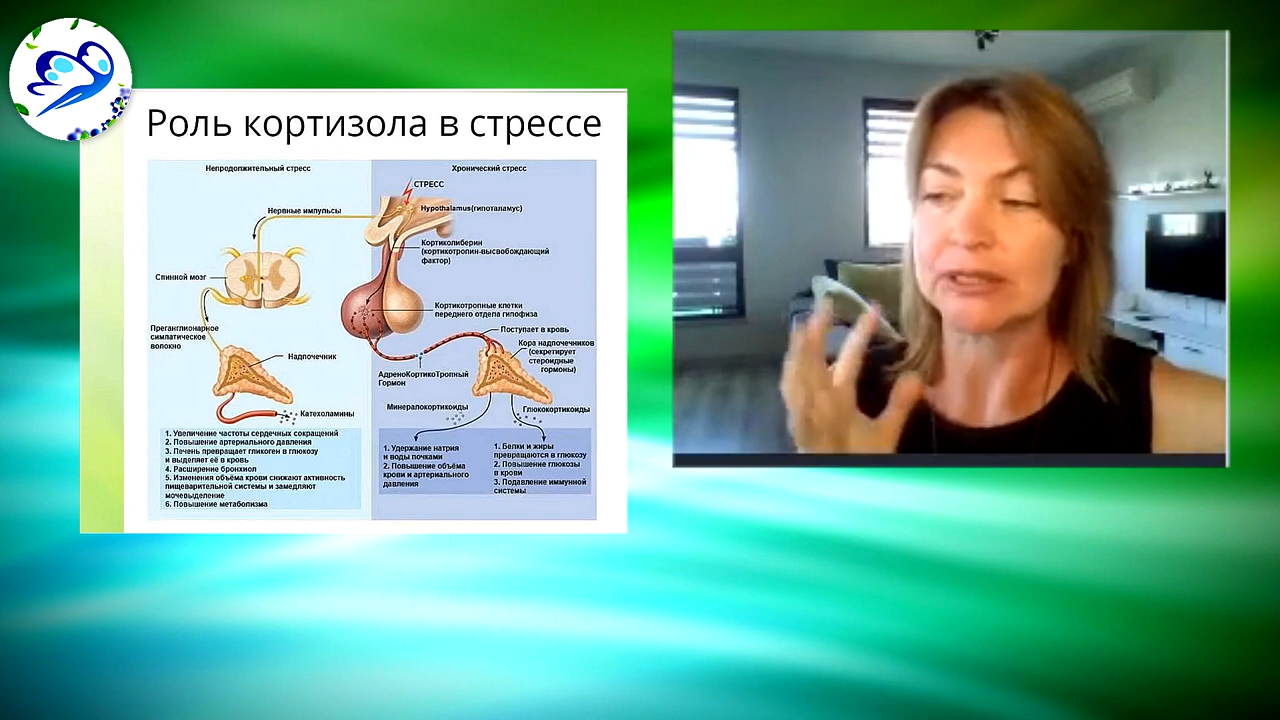 Роль кортизола в стрессе
Непродолжительный стресс
Нервные импульсы
Спинной мозг
Преганглионарное
симпатическое
волокно
Надпочечник
Катехоламины
1. Увеличение частоты сердечных сокращений
2. Повышение артериального давления
3. Печень превращает гликоген в глюкозу
и выделяет её в кровь
4. Расширение бронхиол
5. Изменения объёма крови снижают активность
пищеварительной системы и замедляют
мочевыделение
6. Повышение метаболизма
Хронический стресс
СТРЕСС
Hypothalamus(гипоталамус)
Кортиколиберин
(кортикотропин-высвобождающий
фактор)
Кортикотропные клетки
переднего отдела гипофиза
Поступает в кровь
Кора надпочечников
(секретирует
стероидные
гормоны)
АдреноКортикоТропный
Гормон
Минералокортикоиды
Глюкокортикоиды
1. Удержание натрия
и воды почками
2. Повышение объёма
крови и артериального
давления
1. Белки и жиры
превращаются в глюкозу
2. Повышение глюкозы
в крови
3. Подавление иммунной
системы